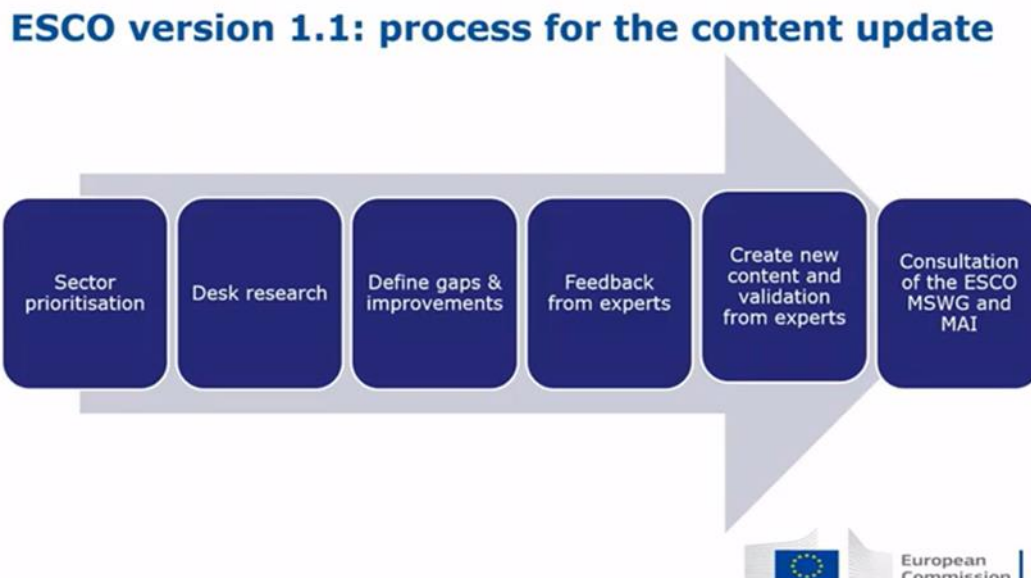 ESCO version 1.1: process for the content update
Sector
prioritisation
Desk research
Define gaps &
improvements
Feedback
from experts
Create new
content and
validation
from experts
Consultation
of the ESCO
MSWG and
MAI
European
Commission